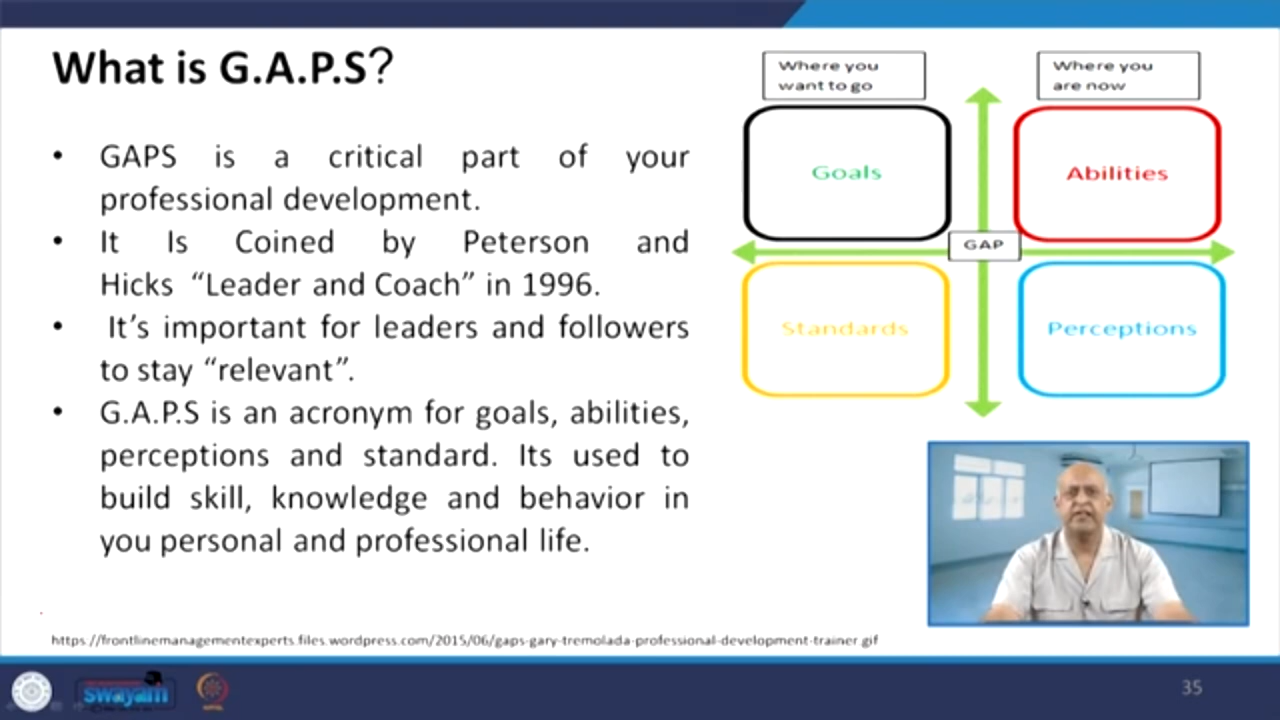 What is G.A.P.S?
• GAPS is a critical part of your
professional development.
• It Is Coined by Peterson and
Hicks “Leader and Coach” in 1996.
• It’s important for leaders and followers
to stay “relevant”.
• G.A.P.S is an acronym for goals, abilities,
perceptions and standard. Its used to
build skill, knowledge and behavior in
you personal and professional life.
Where you
want to go
Where you
are now
Goals
Abilities
GAP
Standards
Perceptions
https://frontlinemanagementexperts.files.wordpress.com/2015/06/gaps-gary-tremolada-professional-development-trainer.gif
swayam
35